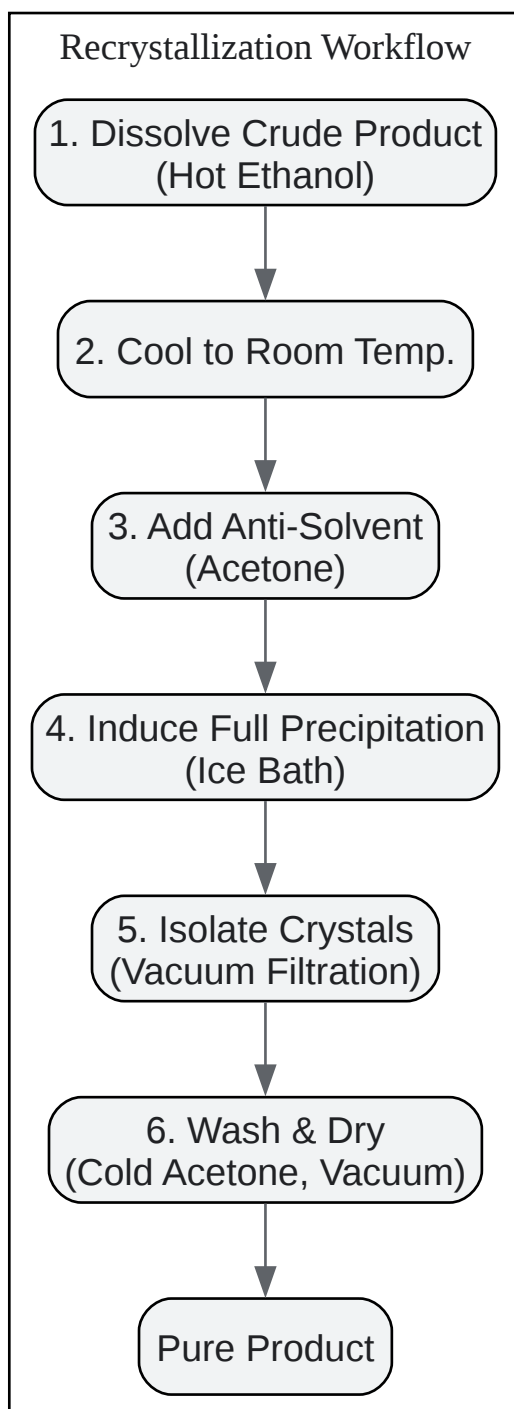 Recrystallization Workflow
1. Dissolve Crude Product
(Hot Ethanol)
2. Cool to Room Temp.
3. Add Anti-Solvent
(Acetone)
4. Induce Full Precipitation
(Ice Bath)
5. Isolate Crystals
(Vacuum Filtration)
6. Wash & Dry
(Cold Acetone, Vacuum)
Pure Product